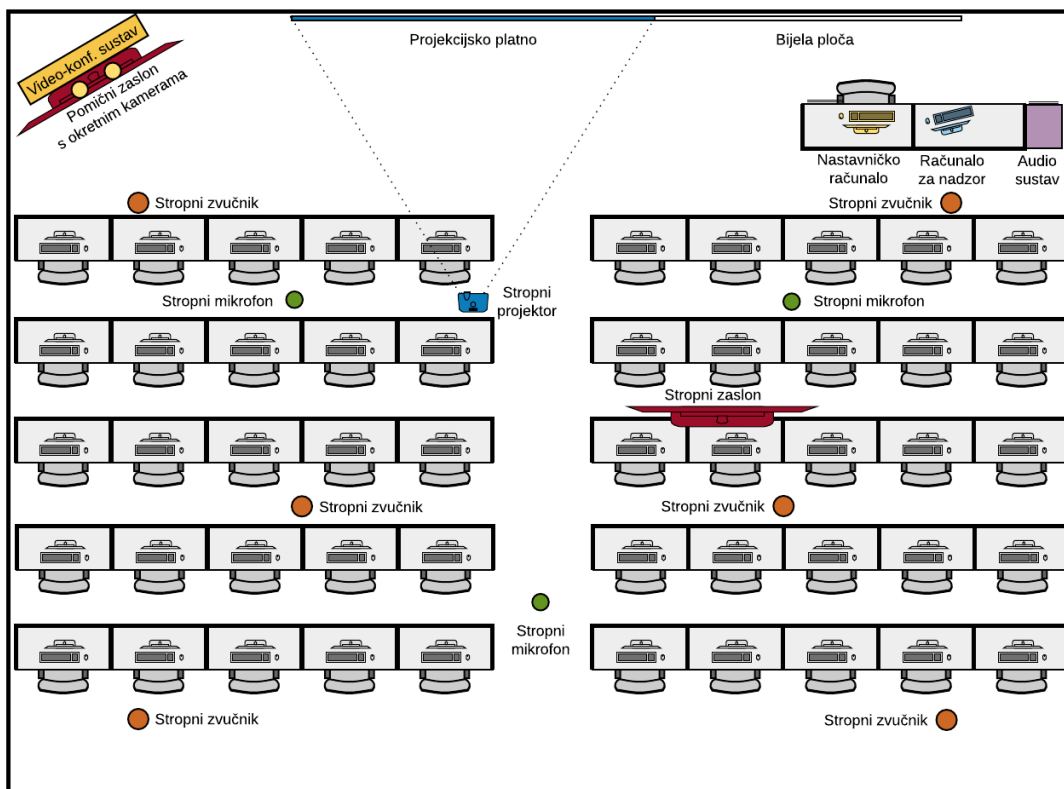 Projekcijsko platno
Bijela ploča
Video-konf. sustav
Pomični zaslon
s okretnim kamerama
Nastavničko
računalo
Računalo
za nadzor
Audio
sustav
Stropni zvučnik
Stropni zvučnik
Stropni mikrofon
Stropni
projektor
Stropni mikrofon
Stropni zaslon
Stropni zvučnik
Stropni zvučnik
Stropni
mikrofon
Stropni zvučnik
Stropni zvučnik